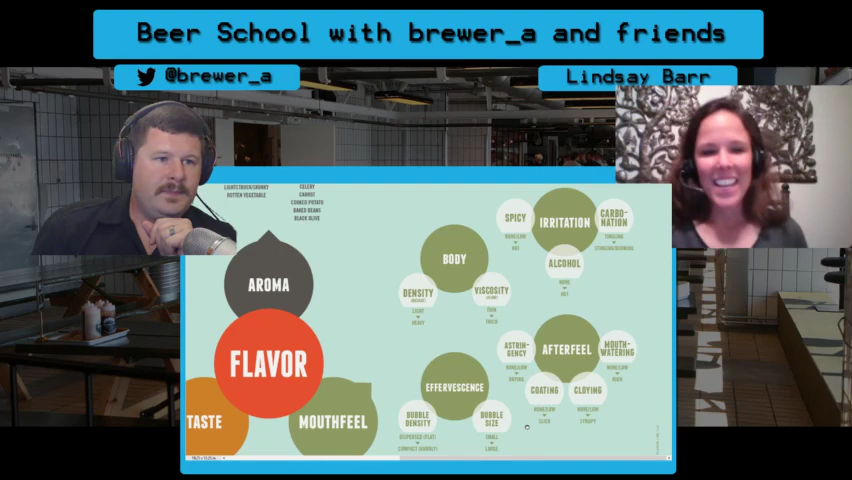 Beer School with brewer_a and friends
@brewer_a
Lindsay Barr
LIGHTSTRUCK/SKUNKY
ROTTEN VEGETABLE
CELERY
CARROT
COOKED POTATO
BAKED BEANS
BLACK OLIVE
AROMA
FLAVOR
TASTE
MOUTHFEEL
BODY
DENSITY
LIGHT
HEAVY
VISCOSITY
THIN
THICK
IRRITATION
SPICY
NONE/LOW
HOT
CARBO-
NATION
TINGLING
STINGING/BURNING
ALCOHOL
NONE
HOT
EFFERVESCENCE
BUBBLE
DENSITY
DISPERSED (FLAT)
COMPACT (GNARLY)
BUBBLE
SIZE
SMALL
LARGE
AFTERFEEL
ASTRIN-
GENCY
NONE/LOW
DRYING
MOUTH-
WATERING
NONE/LOW
HIGH
COATING
NONE/LOW
SLICK
CLOYING
NONE/LOW
SYRUPY